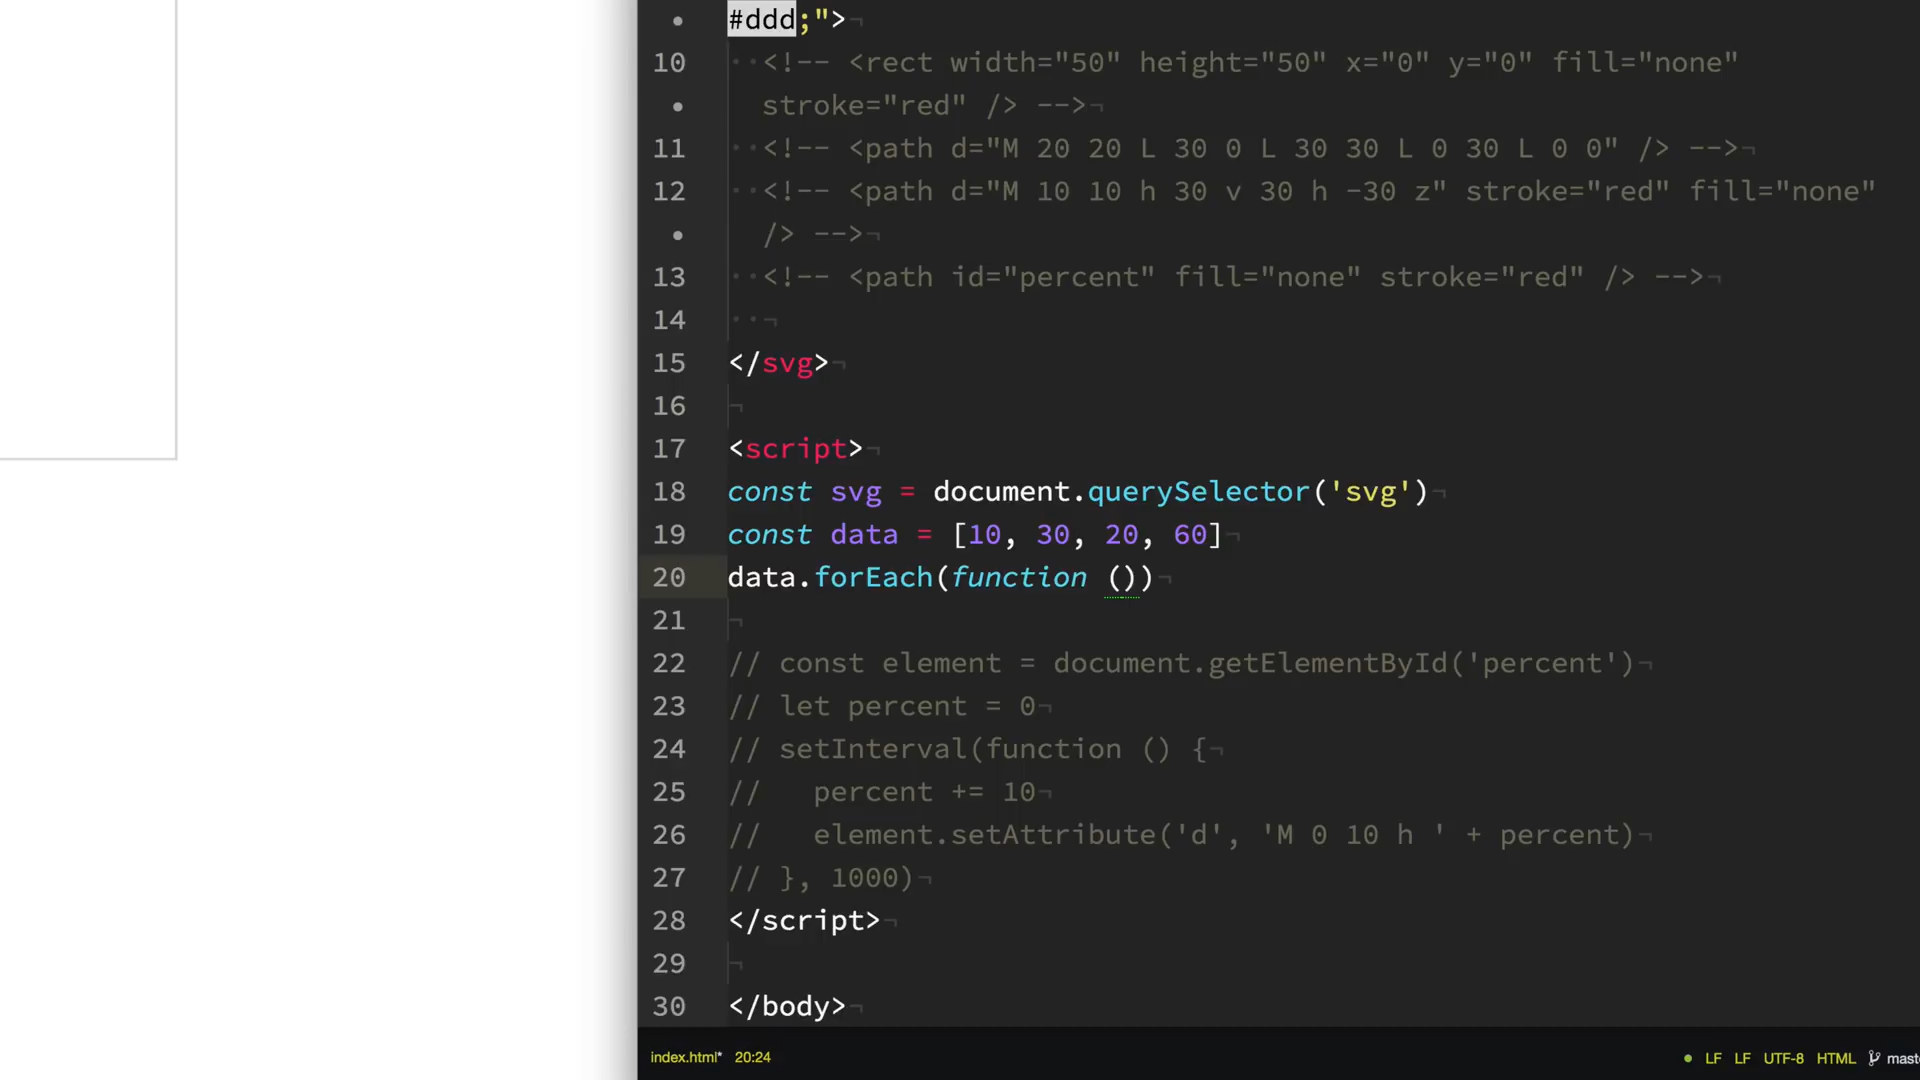 #ddd;">¬
10 <!-- <rect width="50" height="50" x="0" y="0" fill="none"
stroke="red" /> -->¬
11 <!-- <path d="M 20 20 L 30 0 L 30 30 L 0 30 L 0 0" /> -->¬
12 <!-- <path d="M 10 10 h 30 v 30 h -30 z" stroke="red" fill="none"
/> -->¬
13 <!-- <path id="percent" fill="none" stroke="red" /> -->¬
14 ¬
15 </svg>¬
16 ¬
17 <script>¬
18 const svg = document.querySelector('svg')¬
19 const data = [10, 30, 20, 60]¬
20 data.forEach(function ())¬
21 ¬
22 // const element = document.getElementById('percent')¬
23 // let percent = 0¬
24 // setInterval(function () {¬
25 //   percent += 10¬
26 //   element.setAttribute('d', 'M 0 10 h ' + percent)¬
27 // }, 1000)¬
28 </script>¬
29 ¬
30 </body>¬
index.html* 20:24 LF LF UTF-8 HTML maste